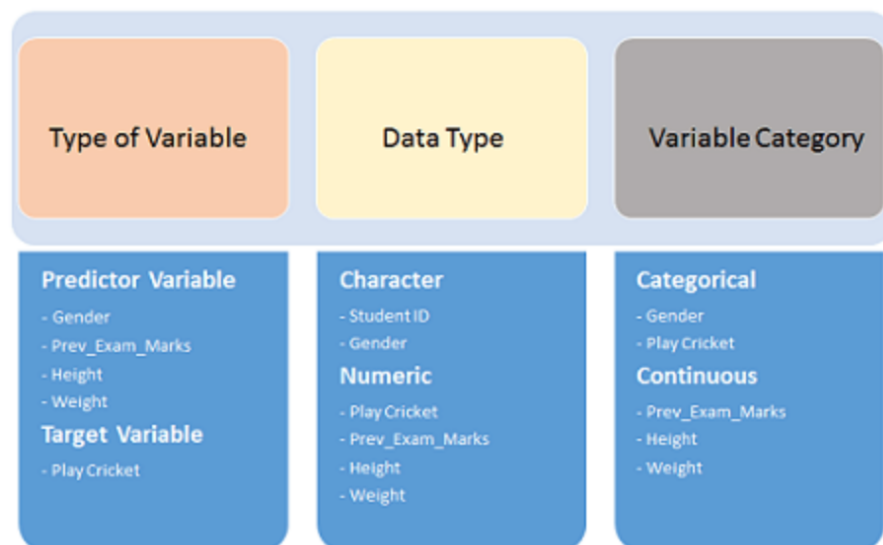 Type of Variable
Data Type
Variable Category
Predictor Variable
- Gender
- Prev_Exam_Marks
- Height
- Weight
Target Variable
- Play Cricket
Character
- Student ID
- Gender
Numeric
- Play Cricket
- Prev_Exam_Marks
- Height
- Weight
Categorical
- Gender
- Play Cricket
Continuous
- Prev_Exam_Marks
- Height
- Weight